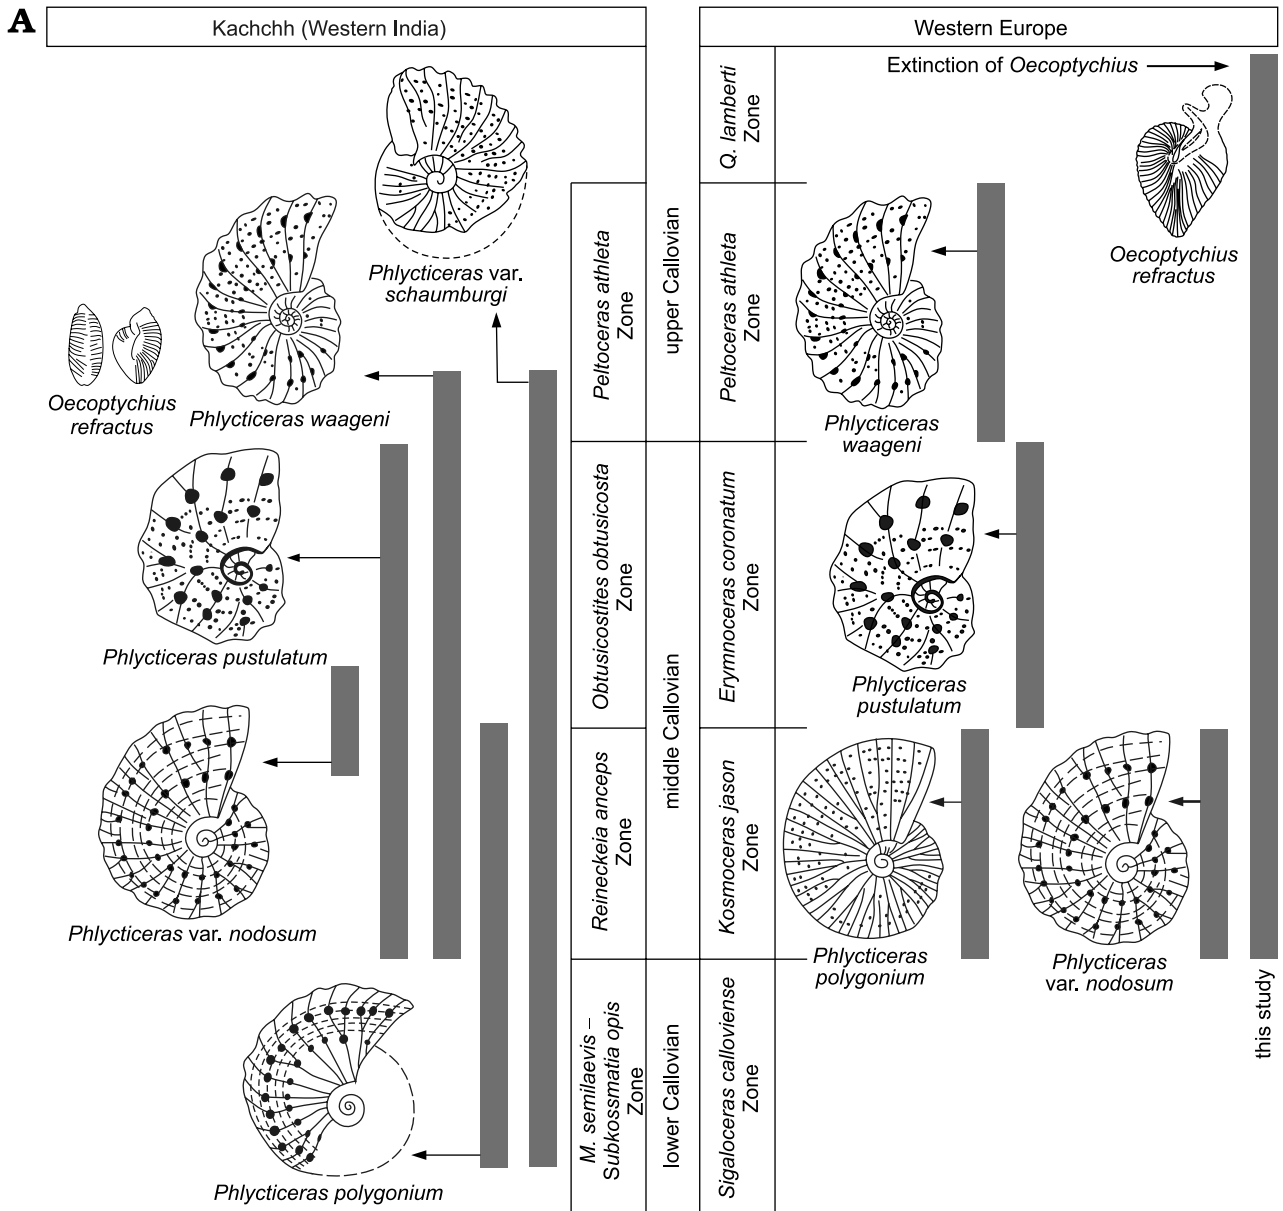 A
Kachchh (Western India)
Western Europe
Extinction of Oecoptychius
Q. lamberti
Zone
Phlycticeras var.
schaumburgi
Oecoptychius
refractus
Oecoptychius
refractus
Phlycticeras waageni
Peltoceras athleta
Zone
upper Callovian
Peltoceras athleta
Zone
Phlycticeras
waageni
Phlycticeras pustulatum
Obtusicostites obtusicosta
Zone
middle Callovian
Erymnoceras coronatum
Zone
Phlycticeras
pustulatum
Phlycticeras var. nodosum
Reineckeia anceps
Zone
Kosmoceras jason
Zone
Phlycticeras
polygonium
Phlycticeras
var. nodosum
Phlycticeras polygonium
M. semilaevis –
Subkossmatia opis
Zone
lower Callovian
Sigaloceras calloviense
Zone
this study